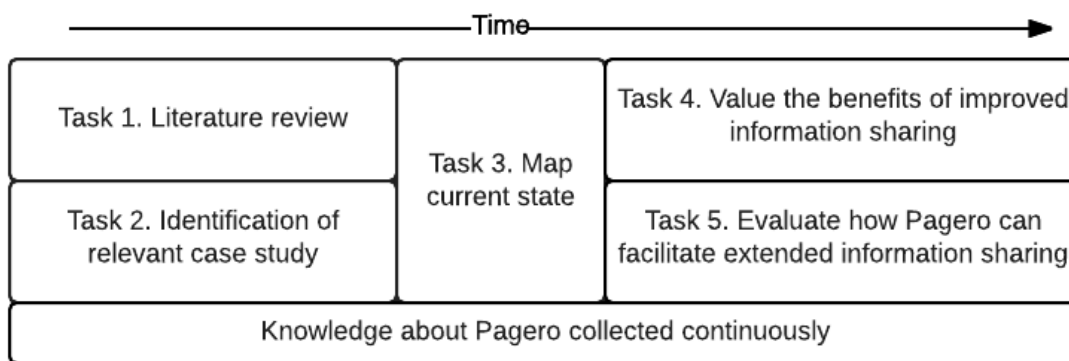 Time
Task 1. Literature review
Task 2. Identification of
relevant case study
Task 3. Map
current state
Task 4. Value the benefits of improved
information sharing
Task 5. Evaluate how Pagero can
facilitate extended information sharing
Knowledge about Pagero collected continuously